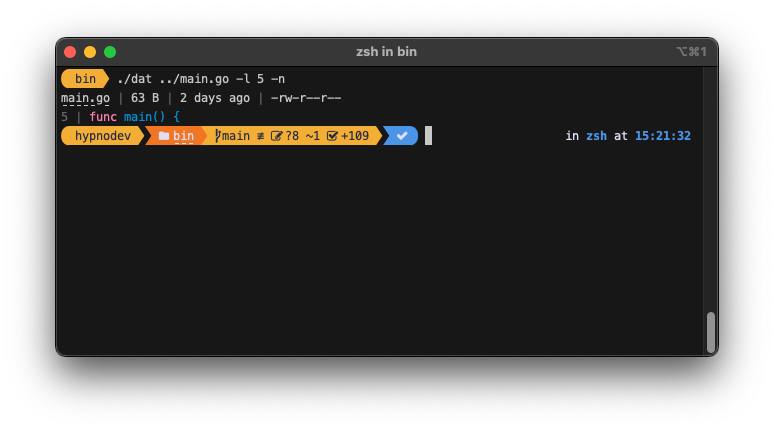 zsh in bin
⌥⌘1
bin ./dat ../main.go -l 5 -n
main.go | 63 B | 2 days ago | -rw-r--r--
5 | func main() {
hypnodev bin main ≢ ?8 ~1 +109 in zsh at 15:21:32